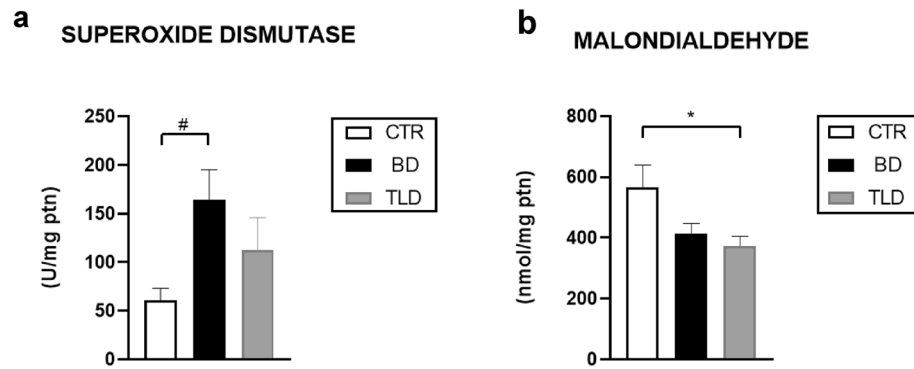 a
SUPEROXIDE DISMUTASE
250
200
150
100
50
0
(U/mg ptn)
#
CTR
BD
TLD
b
MALONDIALDEHYDE
800
600
400
200
0
(nmol/mg ptn)
*
CTR
BD
TLD